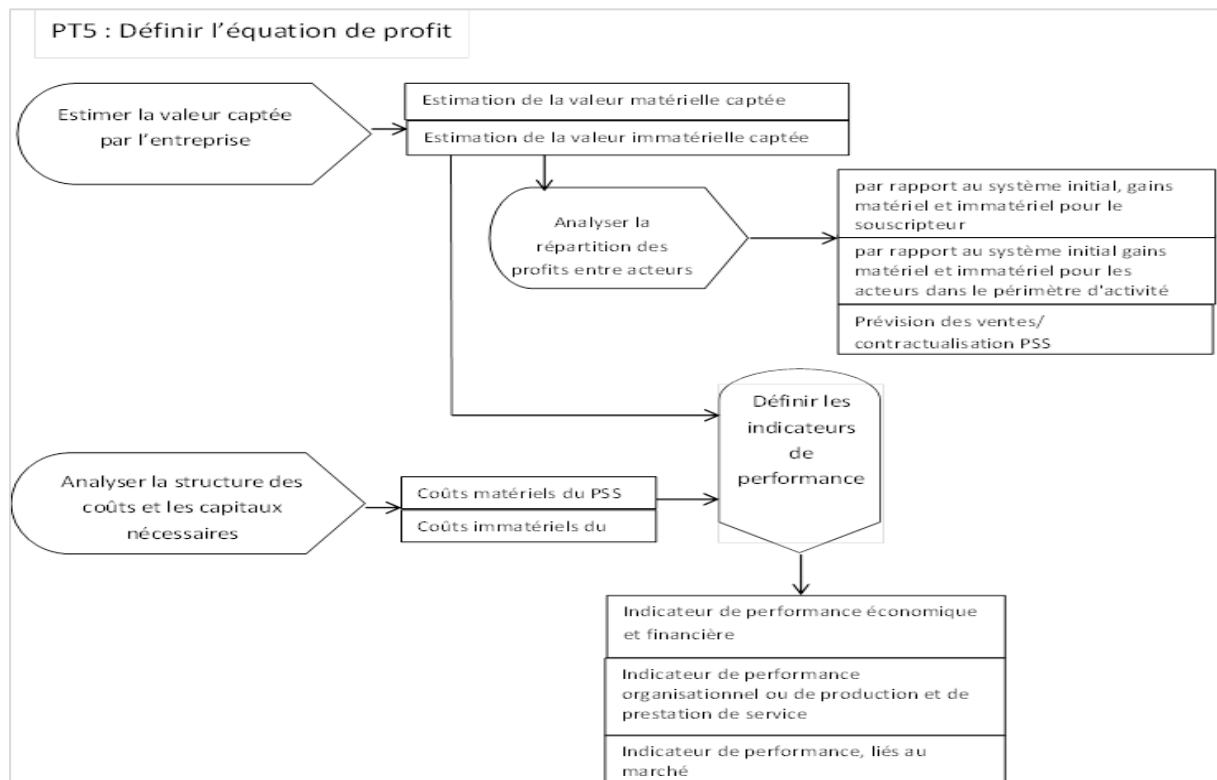 PT5 : Définir l'équation de profit
Estimer la valeur captée
par l'entreprise
Estimation de la valeur matérielle captée
Estimation de la valeur immatérielle captée
Analyser la
répartition des
profits entre acteurs
par rapport au système initial, gains
matériel et immatériel pour le
souscripteur
par rapport au système initial gains
matériel et immatériel pour les
acteurs dans le périmètre d'activité
Prévision des ventes/
contractualisation PSS
Définir les
indicateurs
de
performance
Analyser la structure des
coûts et les capitaux
nécessaires
Coûts matériels du PSS
Coûts immatériels du
Indicateur de performance économique
et financière
Indicateur de performance
organisationnel ou de production et de
prestation de service
Indicateur de performance, liés au
marché